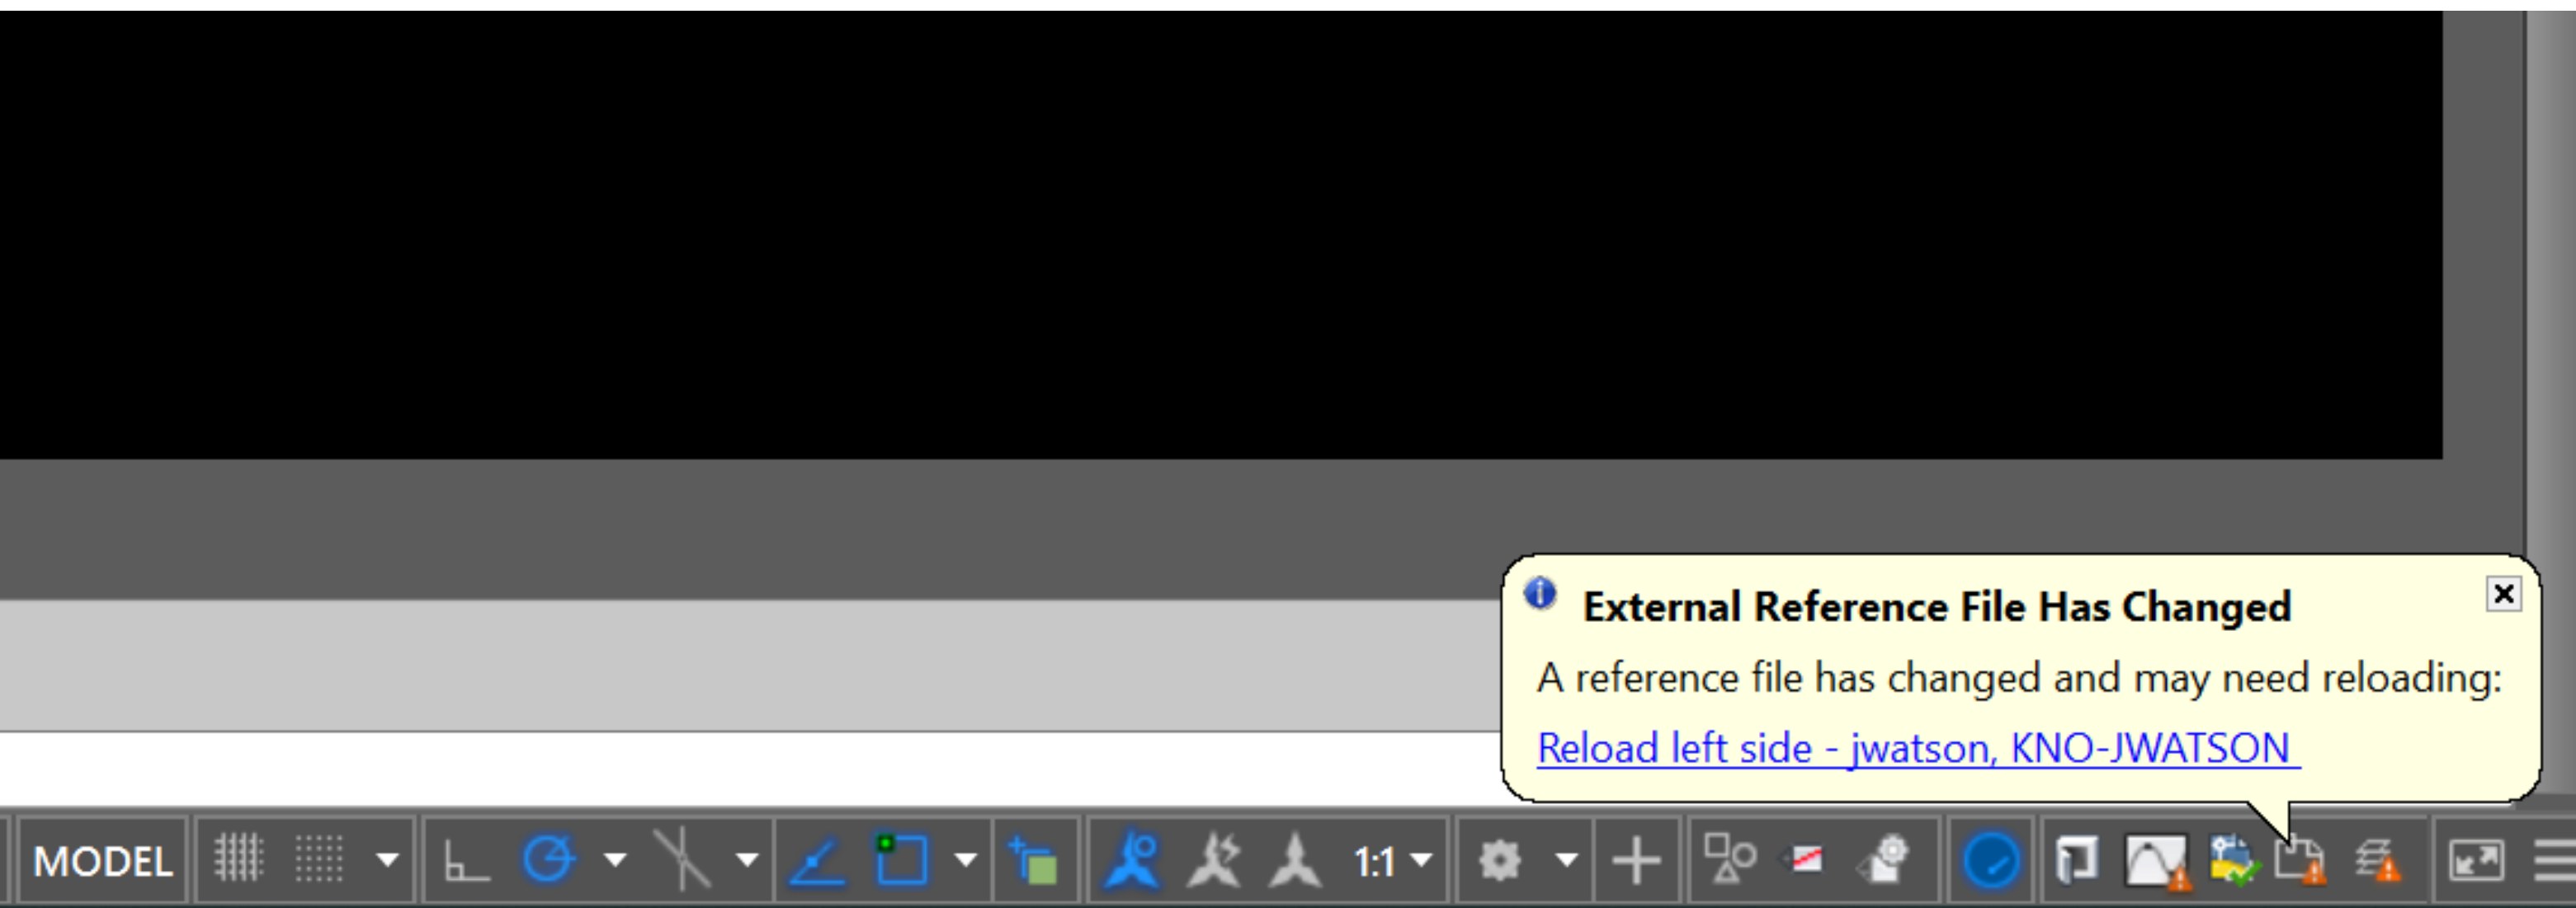 External Reference File Has Changed
A reference file has changed and may need reloading:
Reload left side - jwatson, KNO-JWATSON
MODEL
1:1